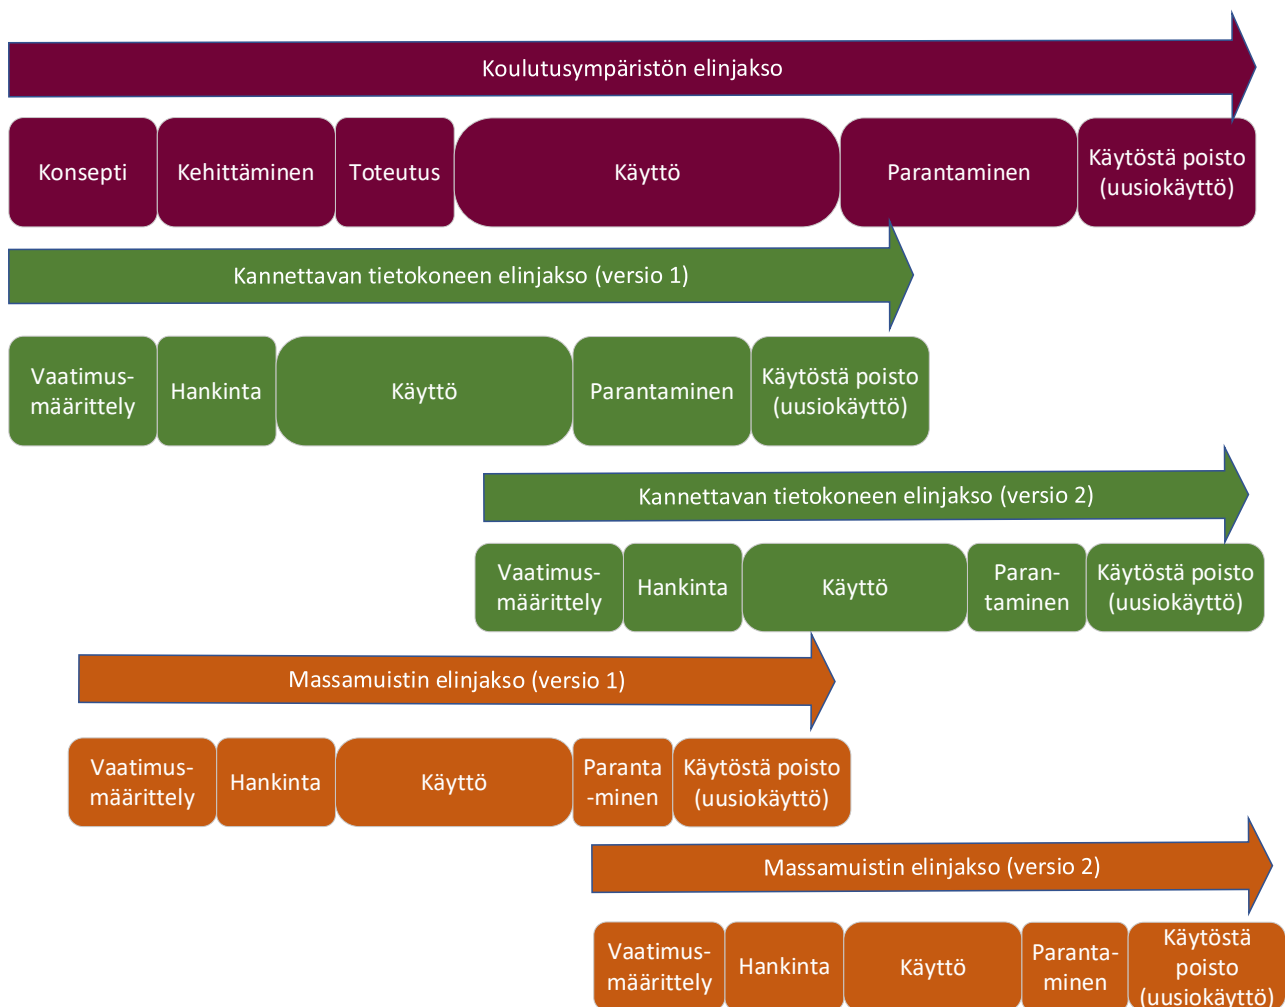 Koulutusympäristön elinjakso
Konsepti
Kehittäminen
Toteutus
Käyttö
Parantaminen
Käytöstä poisto
(uusiokäyttö)
Kannettavan tietokoneen elinjakso (versio 1)
Vaatimus-
määrittely
Hankinta
Käyttö
Parantaminen
Käytöstä poisto
(uusiokäyttö)
Kannettavan tietokoneen elinjakso (versio 2)
Vaatimus-
määrittely
Hankinta
Käyttö
Paran-
taminen
Käytöstä poisto
(uusiokäyttö)
Massamuistin elinjakso (versio 1)
Vaatimus-
määrittely
Hankinta
Käyttö
Paranta
-minen
Käytöstä poisto
(uusiokäyttö)
Massamuistin elinjakso (versio 2)
Vaatimus-
määrittely
Hankinta
Käyttö
Paranta-
minen
Käytöstä
poisto
(uusiokäyttö)